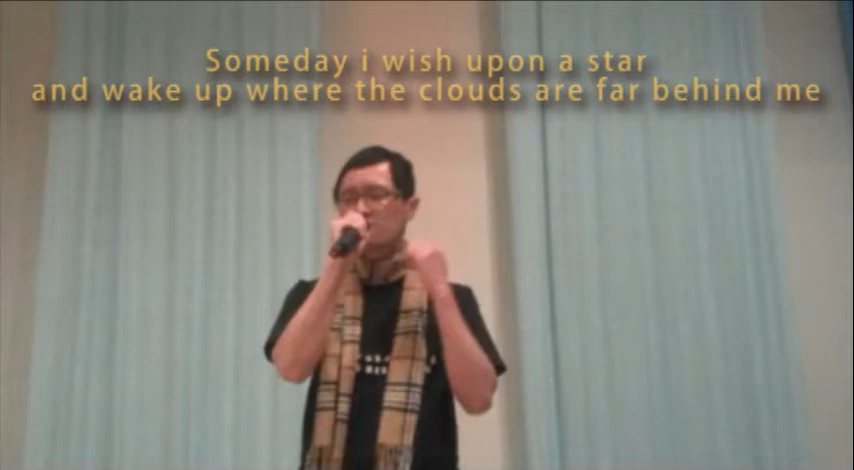 Someday i wish upon a star
and wake up where the clouds are far behind me